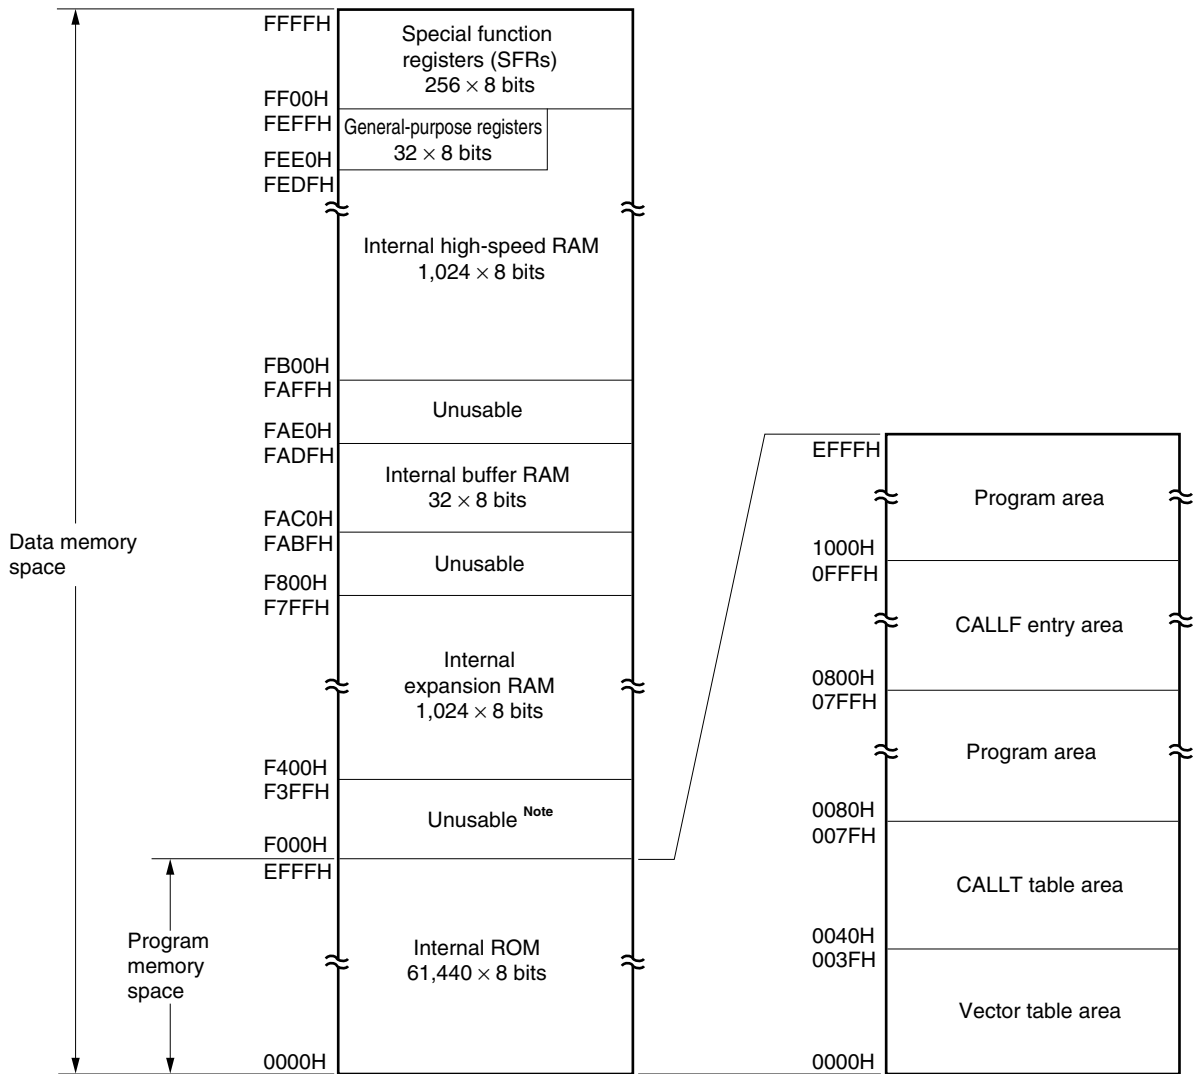 FFFFH
Special function
registers (SFRs)
256 × 8 bits
FF00H
FEFFH
General-purpose registers
32 × 8 bits
FEE0H
FEDFH
Internal high-speed RAM
1,024 × 8 bits
FB00H
FAFFH
Unusable
FAE0H
FADFH
Internal buffer RAM
32 × 8 bits
FAC0H
FABFH
Unusable
F800H
F7FFH
Internal
expansion RAM
1,024 × 8 bits
F400H
F3FFH
Unusable Note
F000H
EFFFH
Internal ROM
61,440 × 8 bits
0000H
Data memory
space
Program
memory
space
EFFFH
Program area
1000H
0FFFH
CALLF entry area
0800H
07FFH
Program area
0080H
007FH
CALLT table area
0040H
003FH
Vector table area
0000H